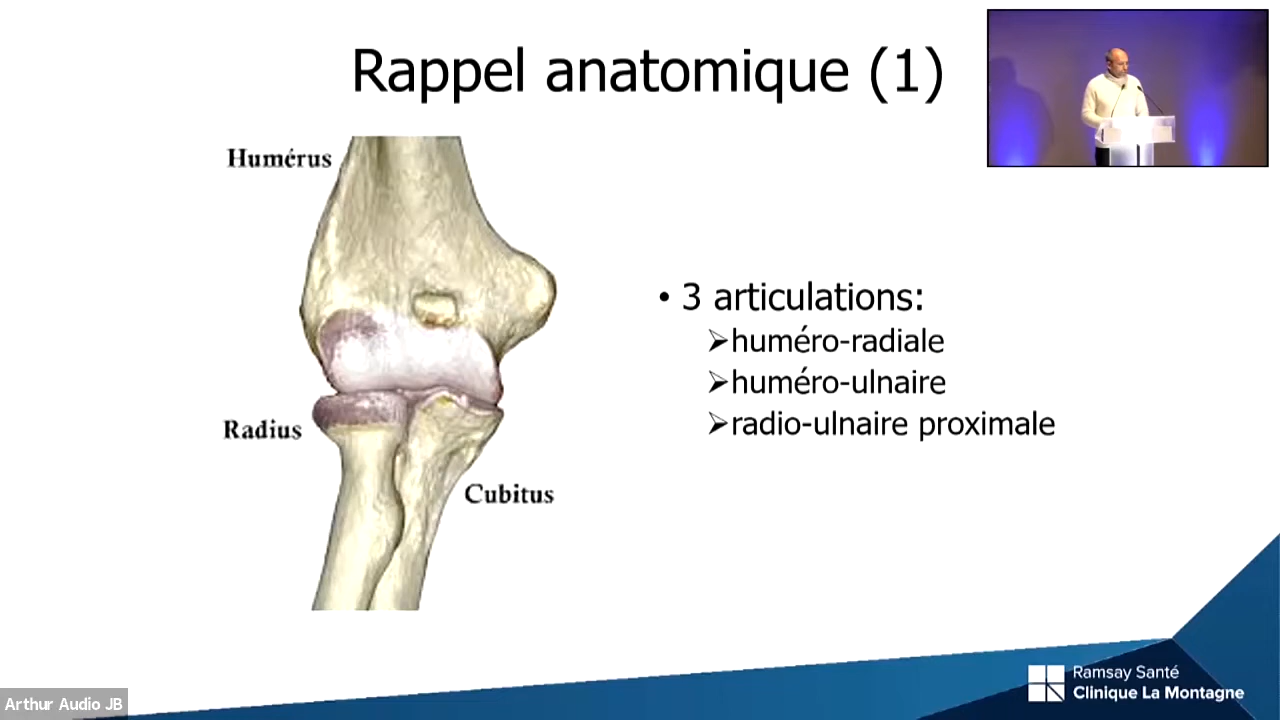 Rappel anatomique (1)
Humérus
Radius
Cubitus
• 3 articulations:
➢huméro-radiale
➢huméro-ulnaire
➢radio-ulnaire proximale
Ramsay Santé
Clinique La Montagne
Arthur Audio JB